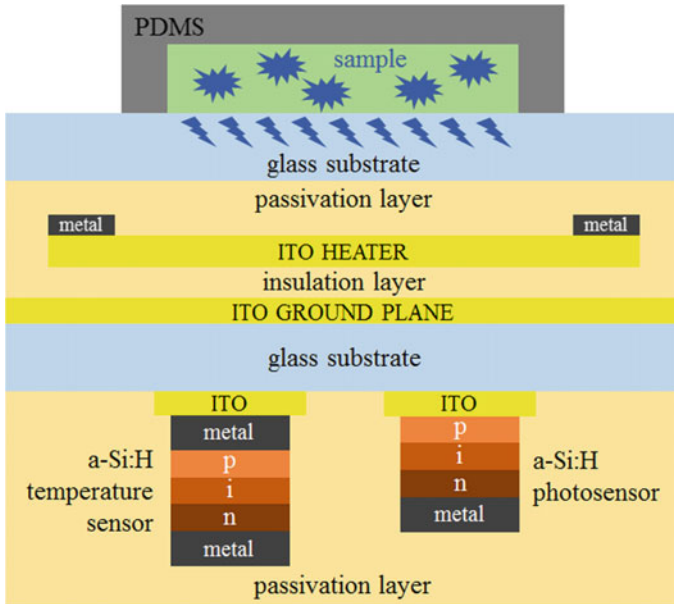 PDMS
sample
glass substrate
passivation layer
metal
metal
ITO HEATER
insulation layer
ITO GROUND PLANE
glass substrate
ITO
metal
p
i
n
metal
a-Si:H
temperature
sensor
ITO
p
i
n
metal
a-Si:H
photosensor
passivation layer